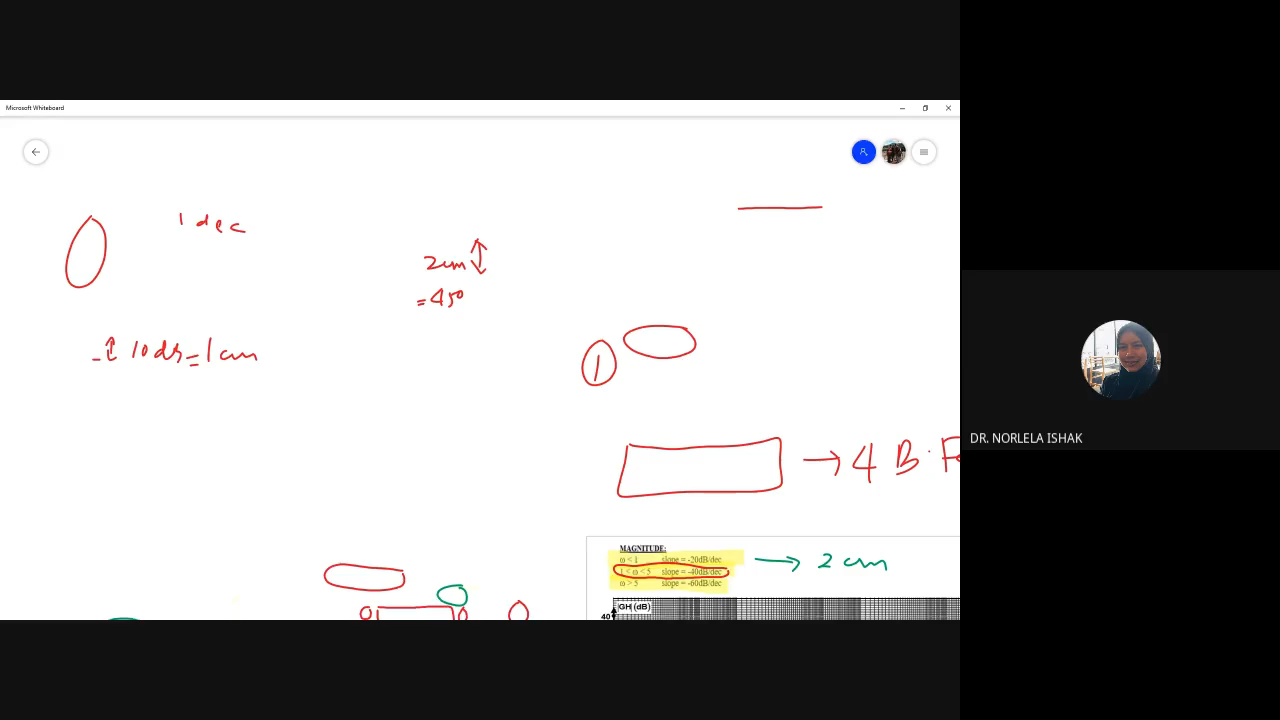 Microsoft Whiteboard
1 dec
2cm
= 45°
10 dB = 1 cm
1
4 B. F
MAGNITUDE:
ω < 1 slope = -20dB/dec
2 cm
1 < ω < 5 slope = -40dB/dec
ω > 5 slope = -60dB/dec
GH (dB)
40
DR. NORLELA ISHAK